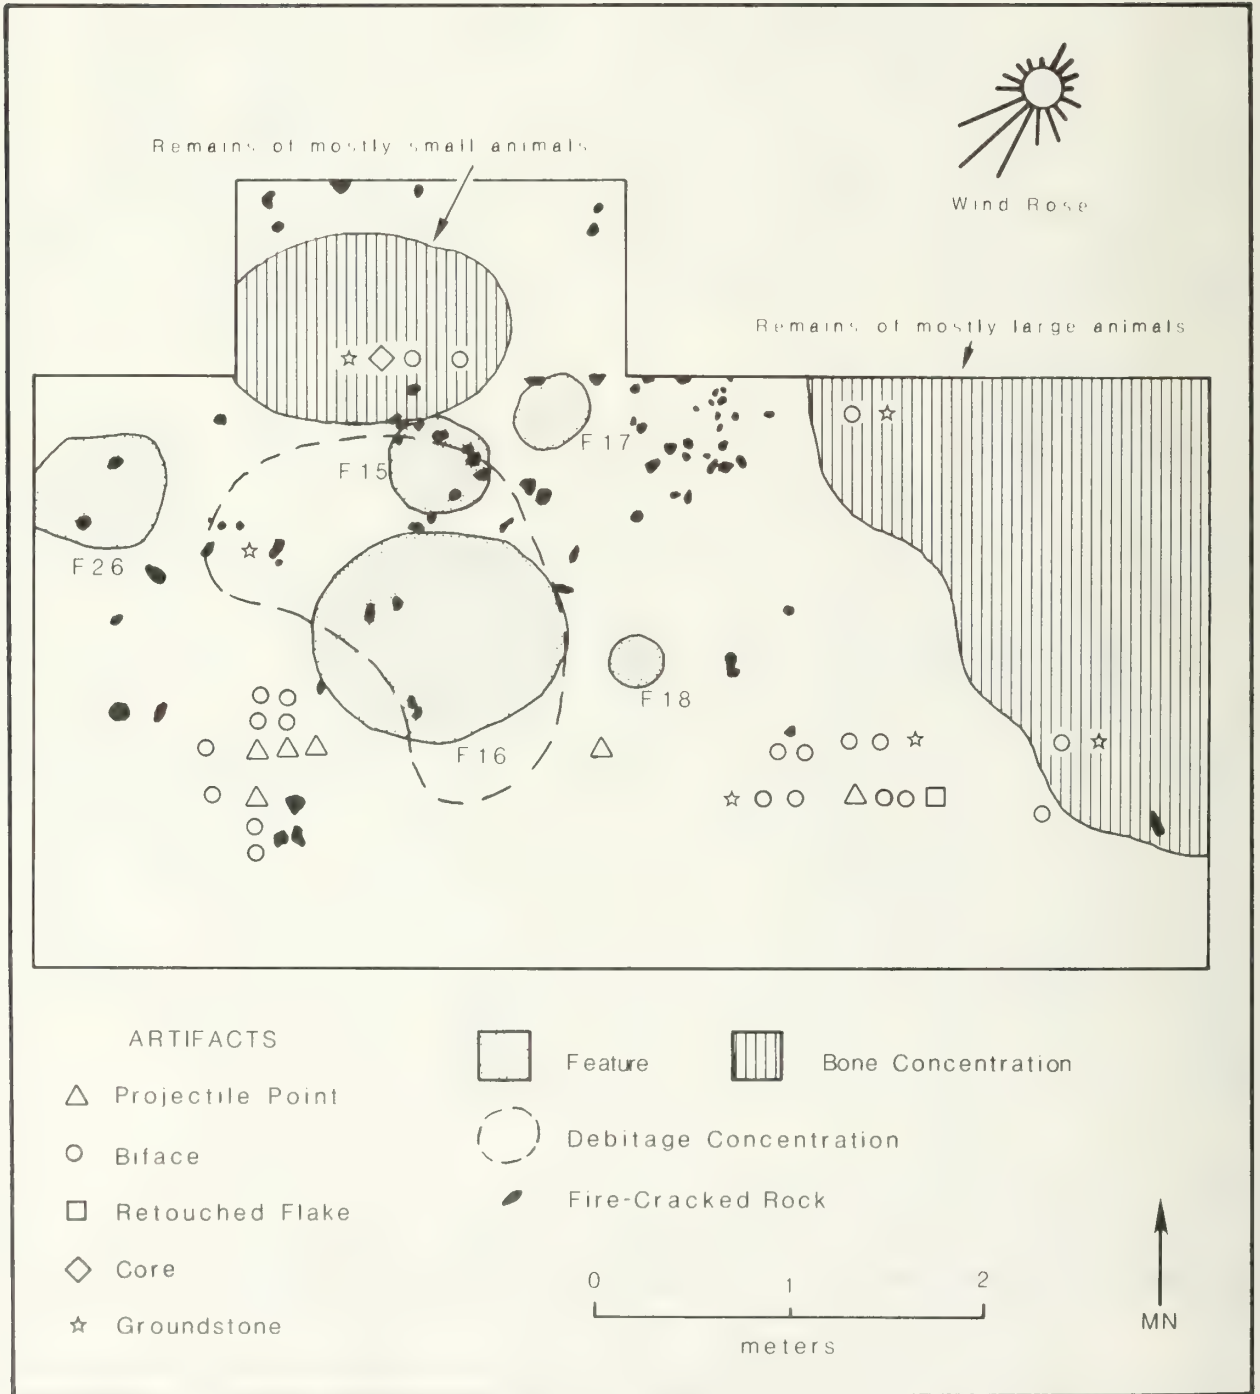 Remains of mostly small animals
Wind Rose
Remains of mostly large animals
F 15
F 17
F 26
F 18
F 16
ARTIFACTS
Projectile Point
Biface
Retouched Flake
Core
Groundstone
Feature
Bone Concentration
Debitage Concentration
Fire-Cracked Rock
0 1 2
meters
MN